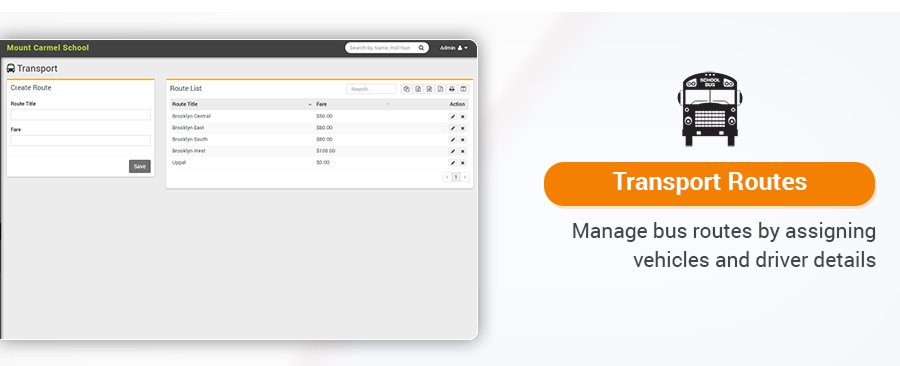 Mount Carmel School
Search By Name, Roll Num
Admin
Transport
Create Route
Route Title
Fare
Save
Route List
Search...
Route Title Fare Action
Brooklyn Central $50.00
Brooklyn East $60.00
Brooklyn South $80.00
Brooklyn West $100.00
Uppal $0.00
1
SCHOOL
BUS
Transport Routes
Manage bus routes by assigning
vehicles and driver details